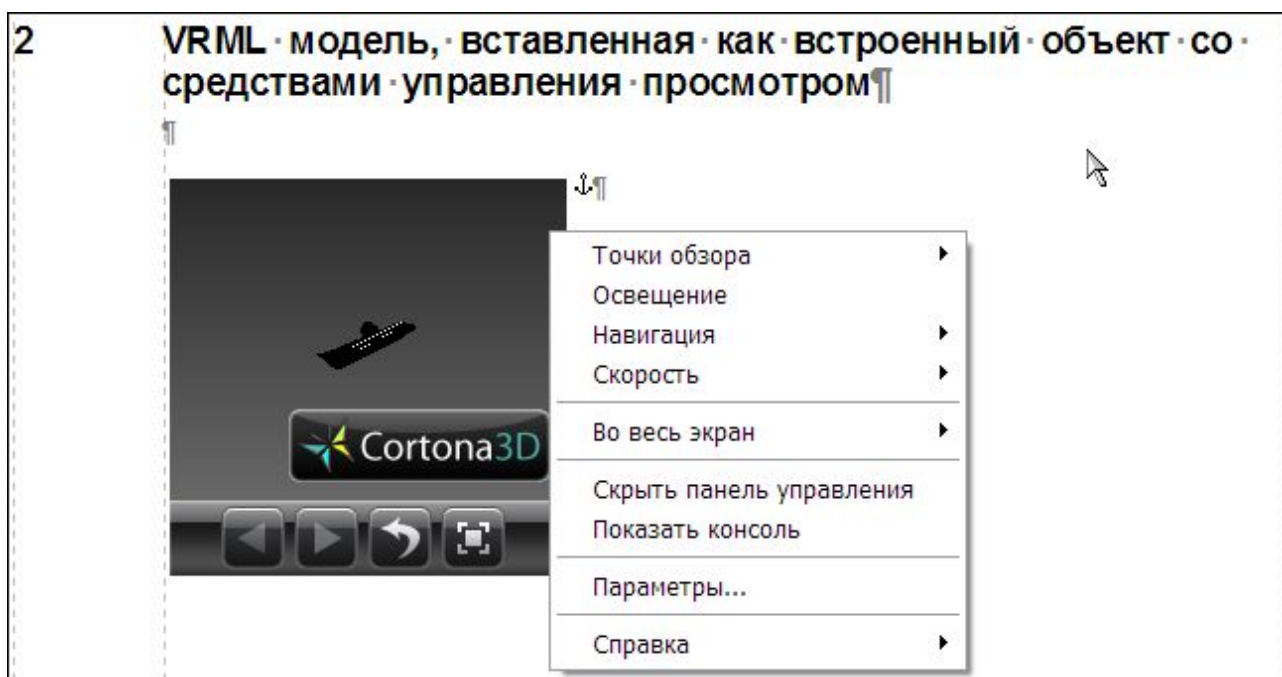 2 VRML модель, вставленная как встроенный объект со
средствами управления просмотром¶
¶
¶
Точки обзора
Освещение
Навигация
Скорость
Во весь экран
Cortona3D
Скрыть панель управления
Показать консоль
Параметры...
Справка